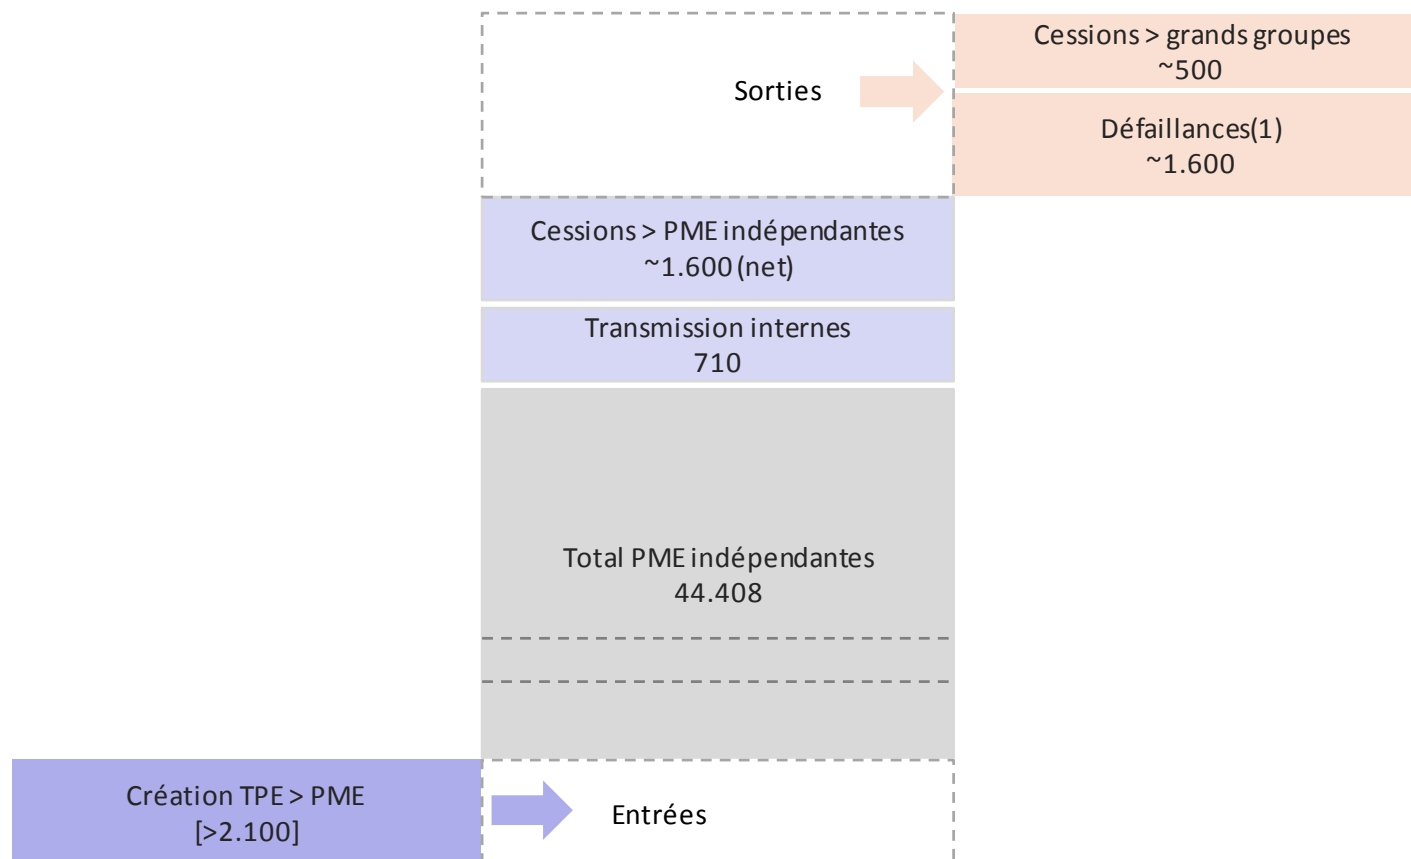 Cessions > grands groupes
~500
Sorties
Défaillances(1)
~1.600
Cessions > PME indépendantes
~1.600 (net)
Transmission internes
710
Total PME indépendantes
44.408
Création TPE > PME
[>2.100]
Entrées